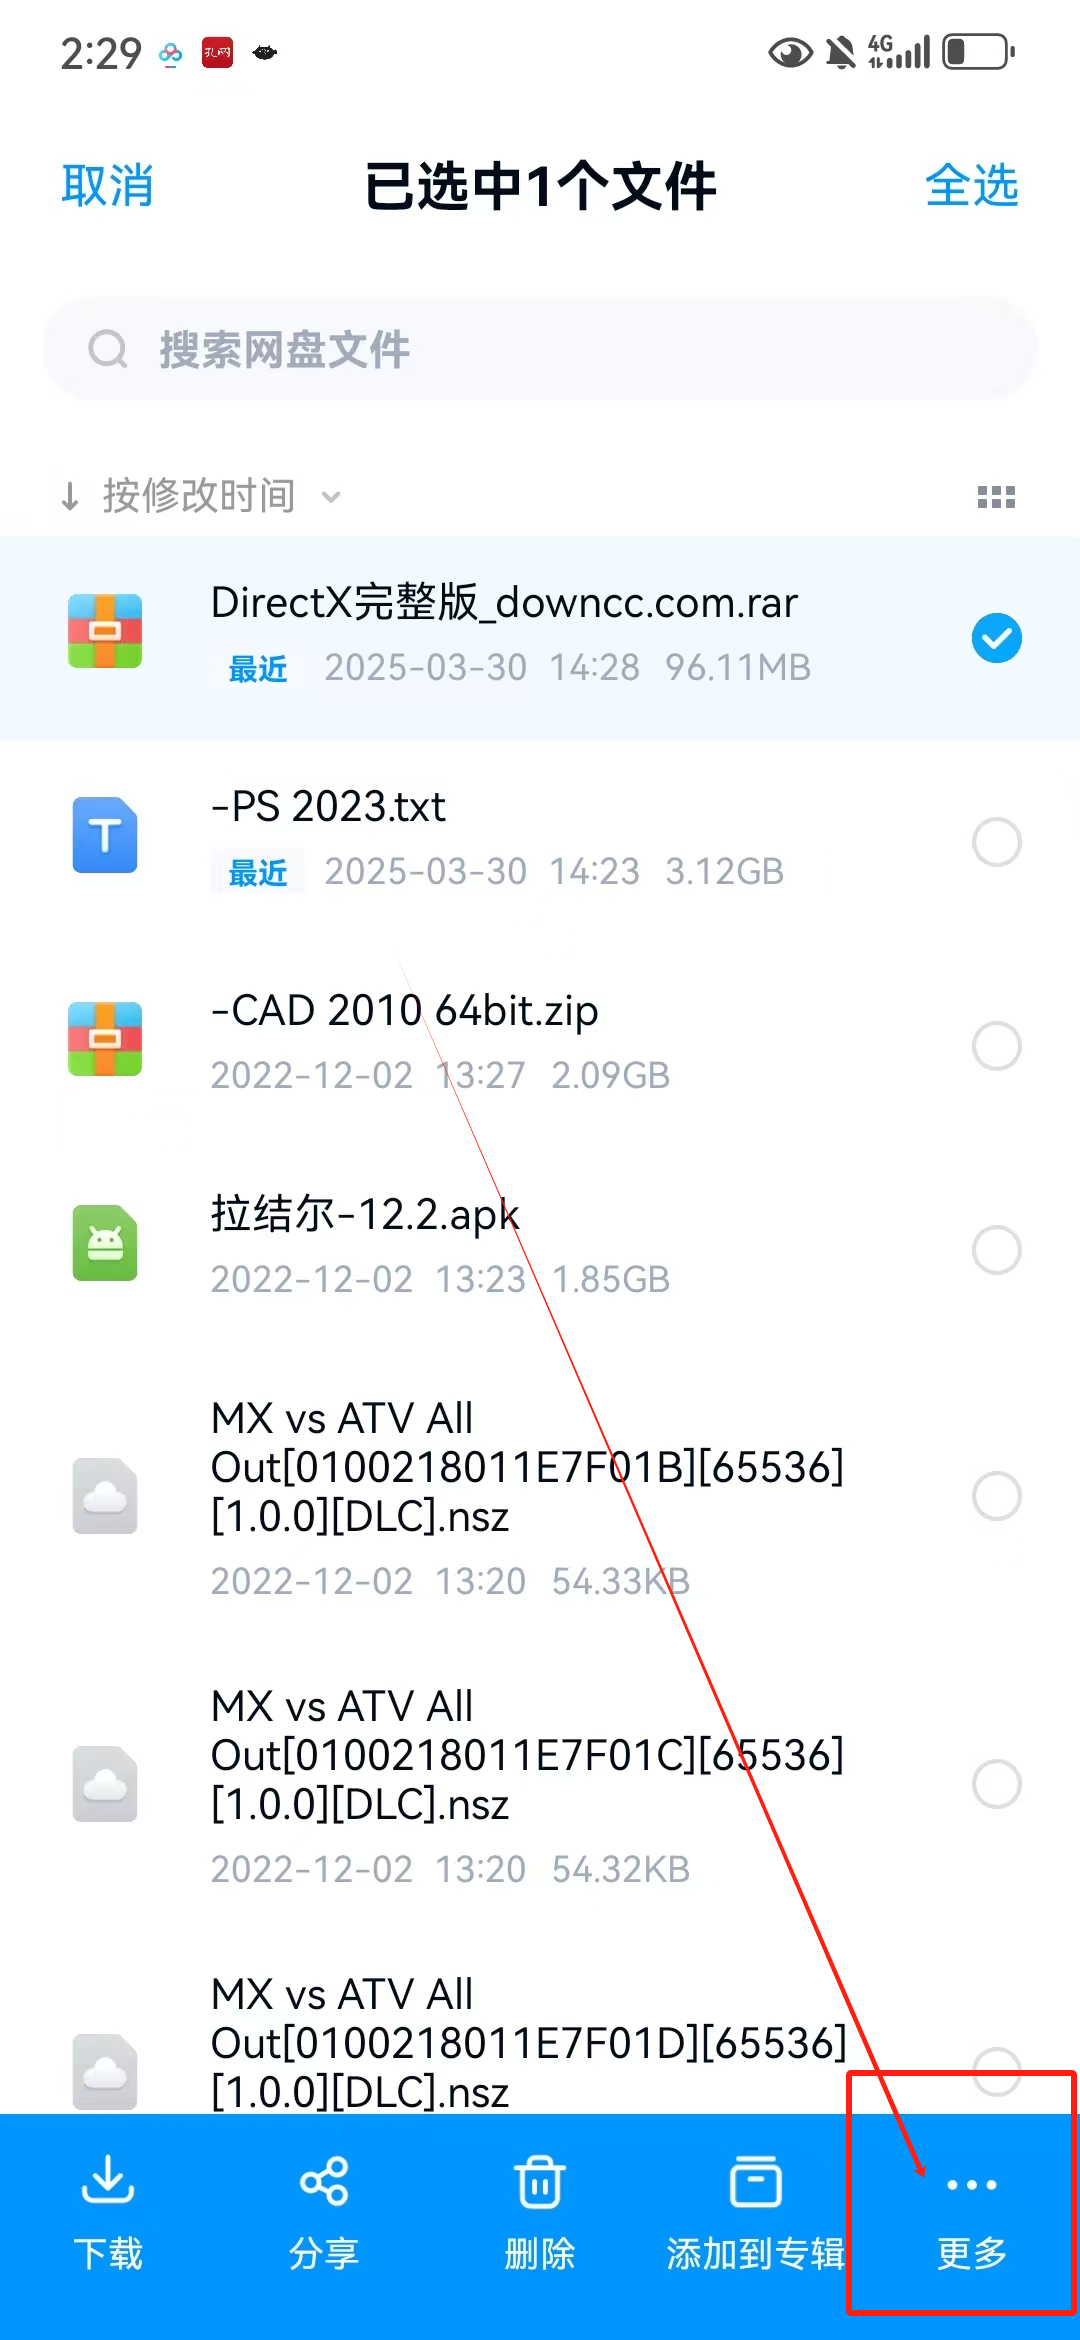 2:29 孔网 4G
取消 已选中1个文件 全选
搜索网盘文件
按修改时间
DirectX完整版_downcc.com.rar
最近 2025-03-30 14:28 96.11MB
-PS 2023.txt
最近 2025-03-30 14:23 3.12GB
-CAD 2010 64bit.zip
2022-12-02 13:27 2.09GB
拉结尔-12.2.apk
2022-12-02 13:23 1.85GB
MX vs ATV All
Out[0100218011E7F01B][65536]
[1.0.0][DLC].nsz
2022-12-02 13:20 54.33KB
MX vs ATV All
Out[0100218011E7F01C][65536]
[1.0.0][DLC].nsz
2022-12-02 13:20 54.32KB
MX vs ATV All
Out[0100218011E7F01D][65536]
[1.0.0][DLC].nsz
下载 分享 删除 添加到专辑 更多